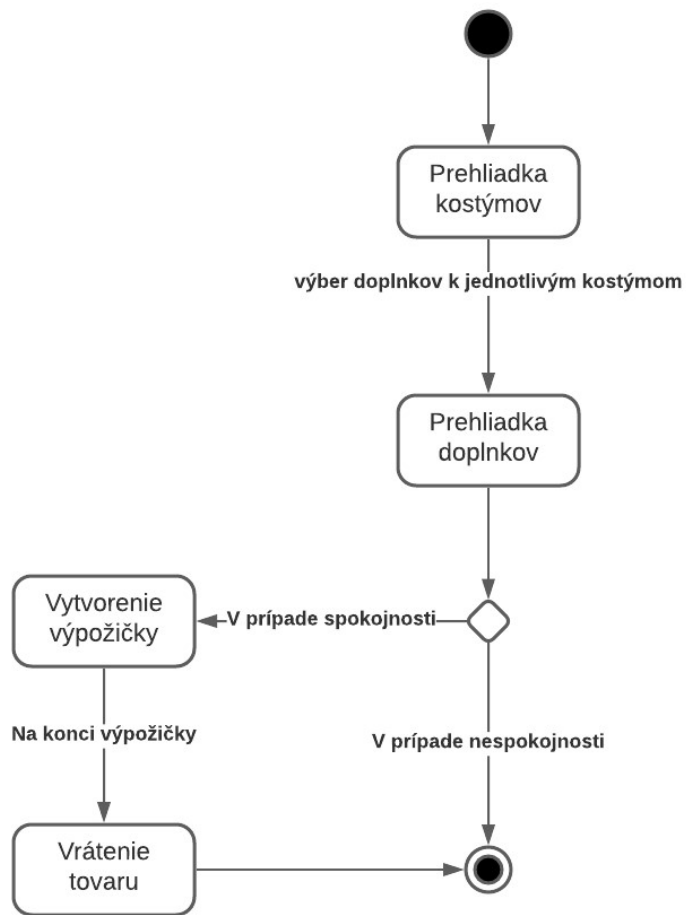 Prehliadka
kostýmov
výber doplnkov k jednotlivým kostýmom
Prehliadka
doplnkov
V prípade spokojnosti
Vytvorenie
výpožičky
Na konci výpožičky
V prípade nespokojnosti
Vrátenie
tovaru